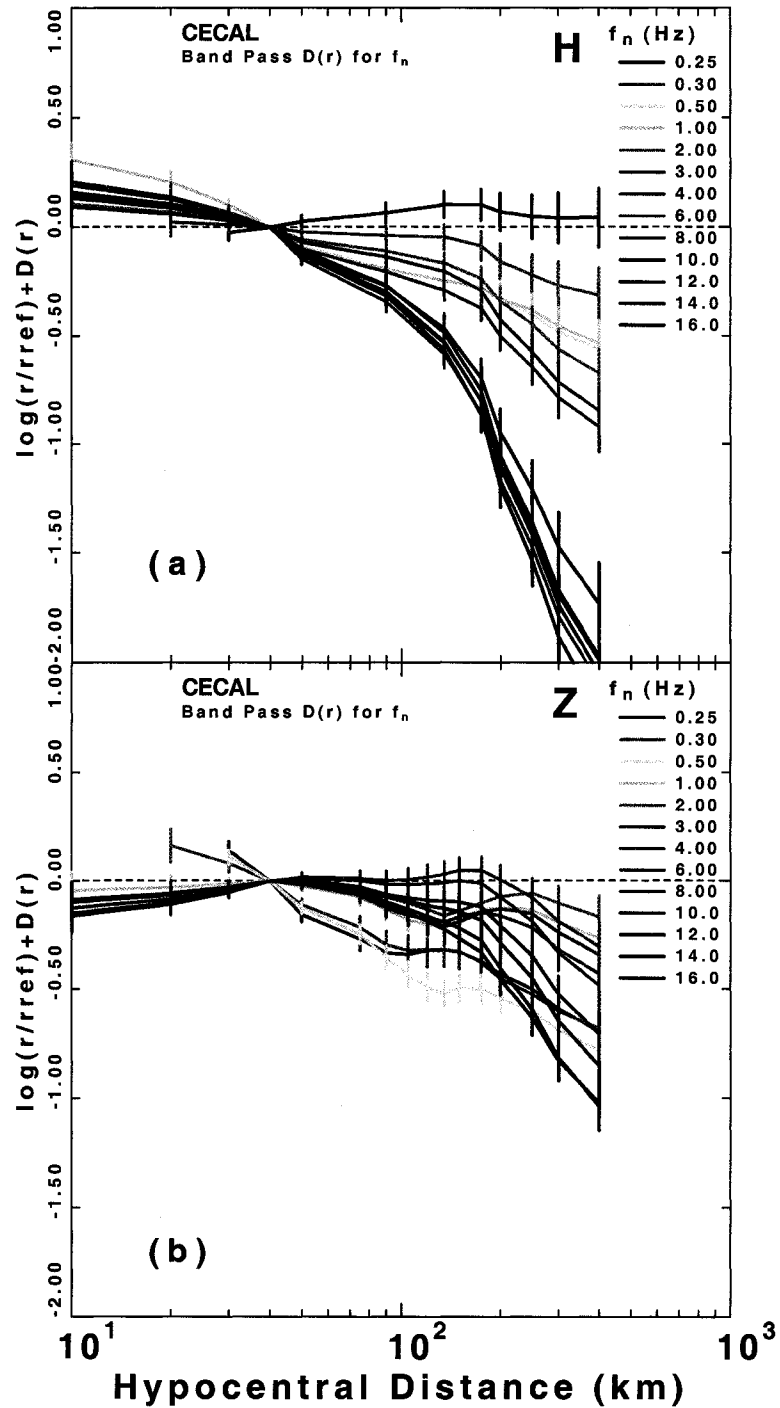 CECAL
Band Pass D(r) for fn
H
fn (Hz)
0.25
0.30
0.50
1.00
2.00
3.00
4.00
6.00
8.00
10.0
12.0
14.0
16.0
log(r/rref)+D(r)
1.00
0.50
0.00
-0.50
-1.00
-1.50
-2.00
(a)
CECAL
Band Pass D(r) for fn
Z
fn (Hz)
0.25
0.30
0.50
1.00
2.00
3.00
4.00
6.00
8.00
10.0
12.0
14.0
16.0
log(r/rref)+D(r)
1.00
0.50
0.00
-0.50
-1.00
-1.50
-2.00
(b)
10^1 10^2 10^3
Hypocentral Distance (km)